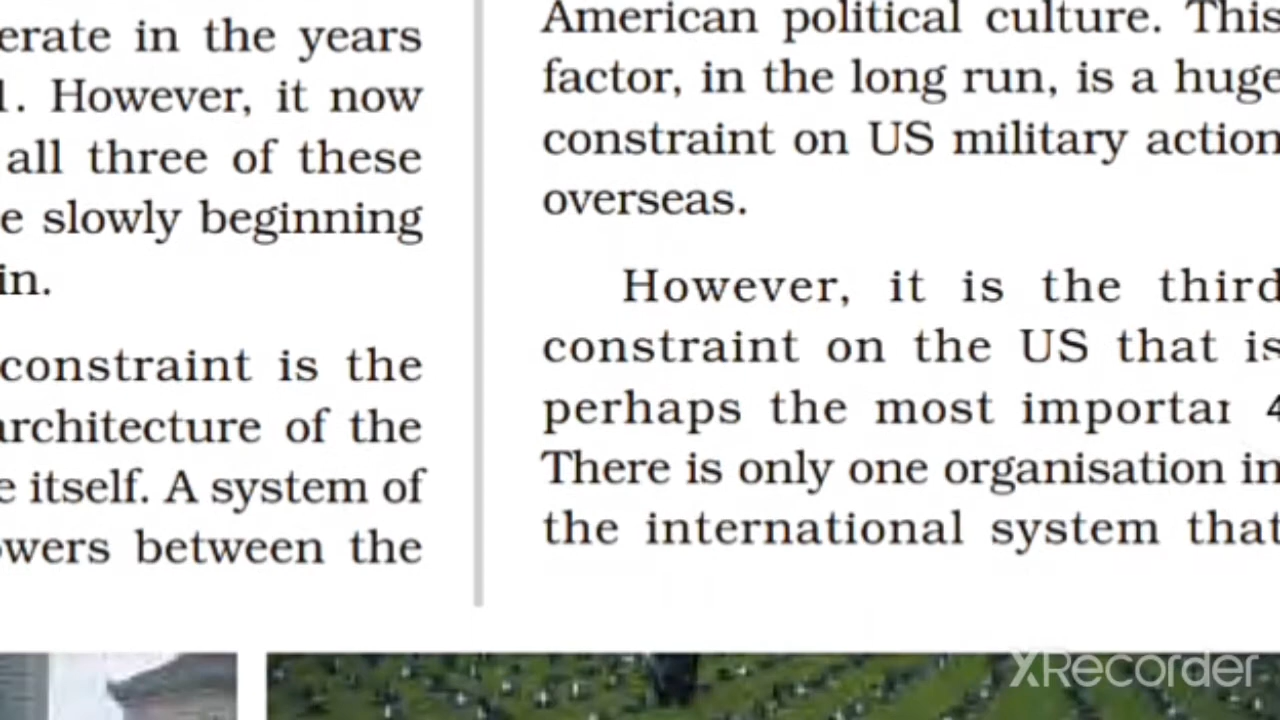 erate in the years
1. However, it now
all three of these
slowly beginning
in.
constraint is the
architecture of the
itself. A system of
between the
American political culture. This
factor, in the long run, is a huge
constraint on US military action
overseas.
However, it is the third
constraint on the US that is
perhaps the most
There is only one organisation in
the international system that
XRecorder